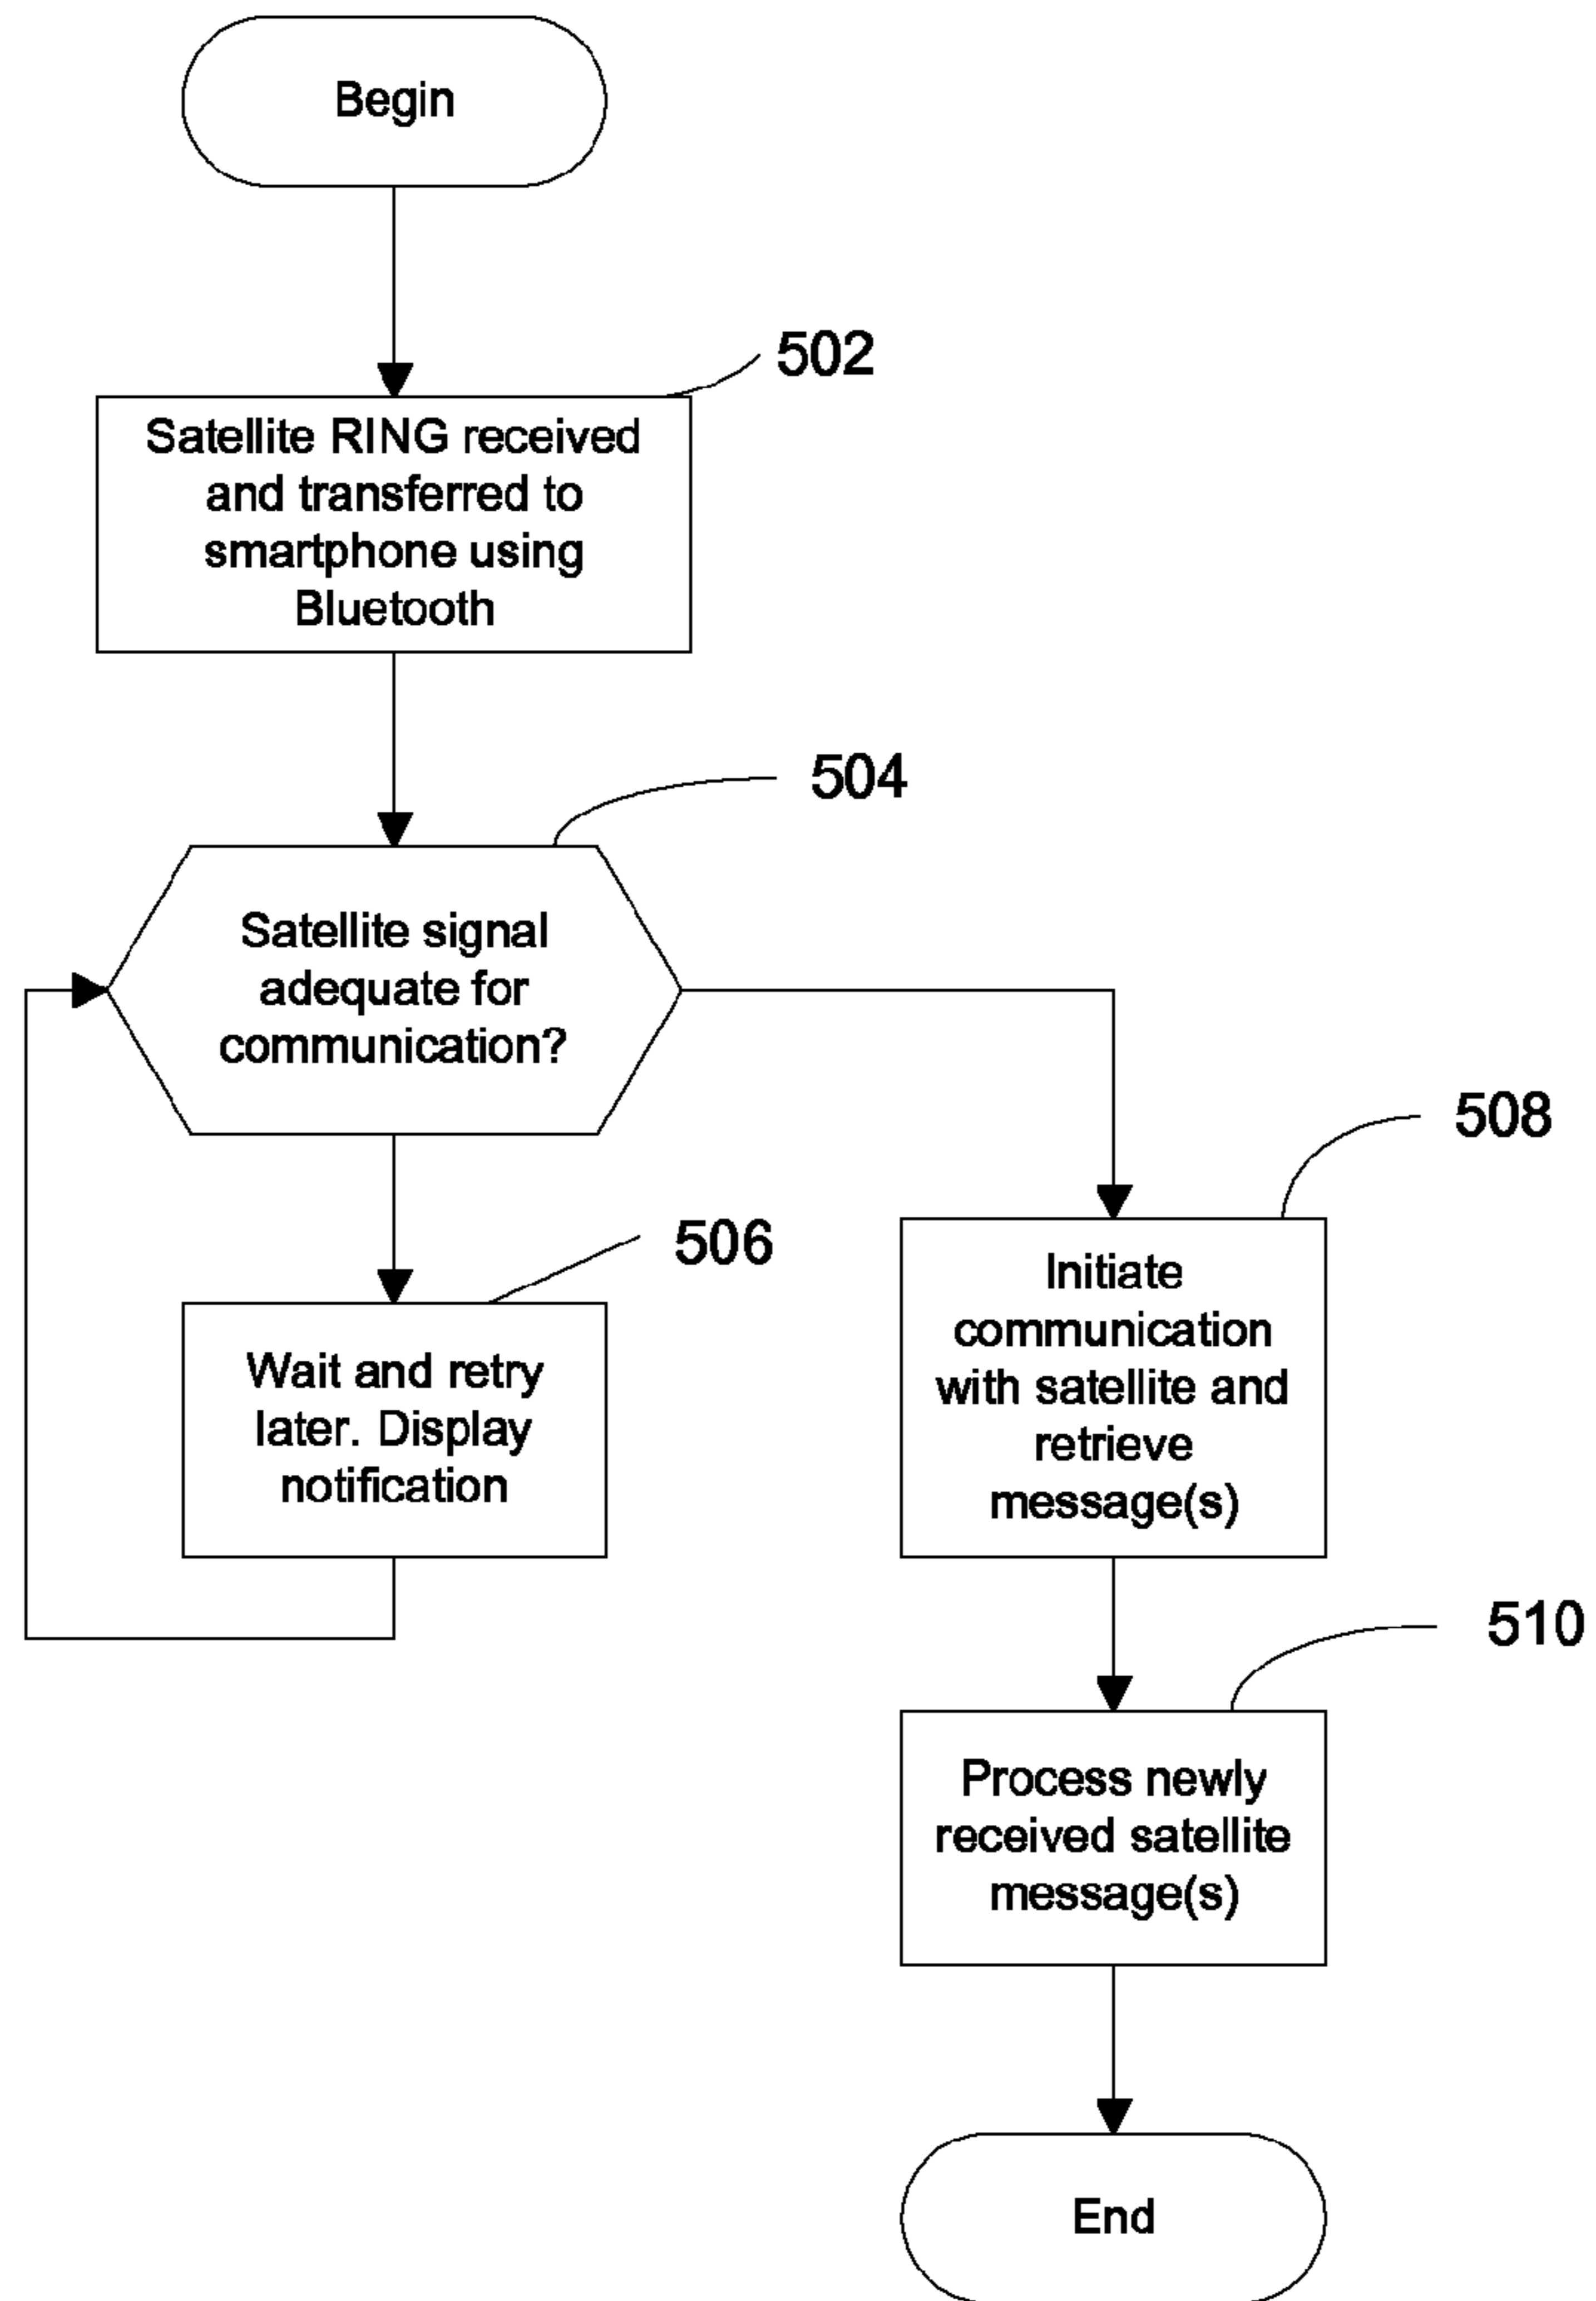 Begin
502
Satellite RING received
and transferred to
smartphone using
Bluetooth
504
Satellite signal
adequate for
communication?
506
Wait and retry
later. Display
notification
508
Initiate
communication
with satellite and
retrieve
message(s)
510
Process newly
received satellite
message(s)
End